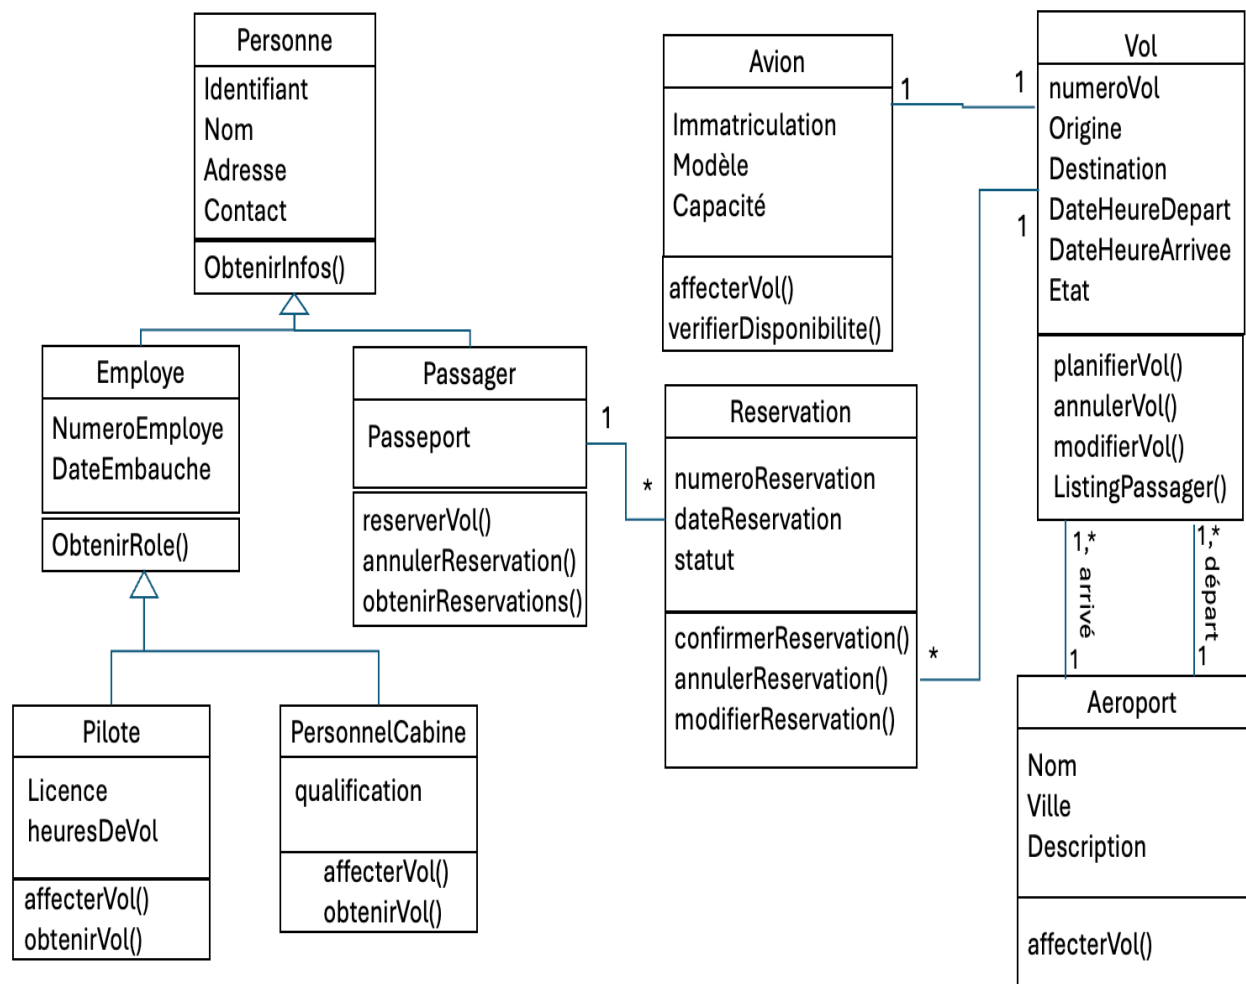 Personne
Identifiant
Nom
Adresse
Contact
ObtenirInfos()
Employe
NumeroEmploye
DateEmbauche
ObtenirRole()
Passager
Passeport
reserverVol()
annulerReservation()
obtenirReservations()
1
*
Pilote
Licence
heuresDeVol
affecterVol()
obtenirVol()
PersonnelCabine
qualification
affecterVol()
obtenirVol()
Avion
Immatriculation
Modèle
Capacité
affecterVol()
verifierDisponibilite()
1
1
Reservation
numeroReservation
dateReservation
statut
confirmerReservation()
annulerReservation()
modifierReservation()
*
1
Vol
numeroVol
Origine
Destination
DateHeureDepart
DateHeureArrivee
Etat
planifierVol()
annulerVol()
modifierVol()
ListingPassager()
1,*
arrivé
1
1,*
départ
1
Aeroport
Nom
Ville
Description
affecterVol()